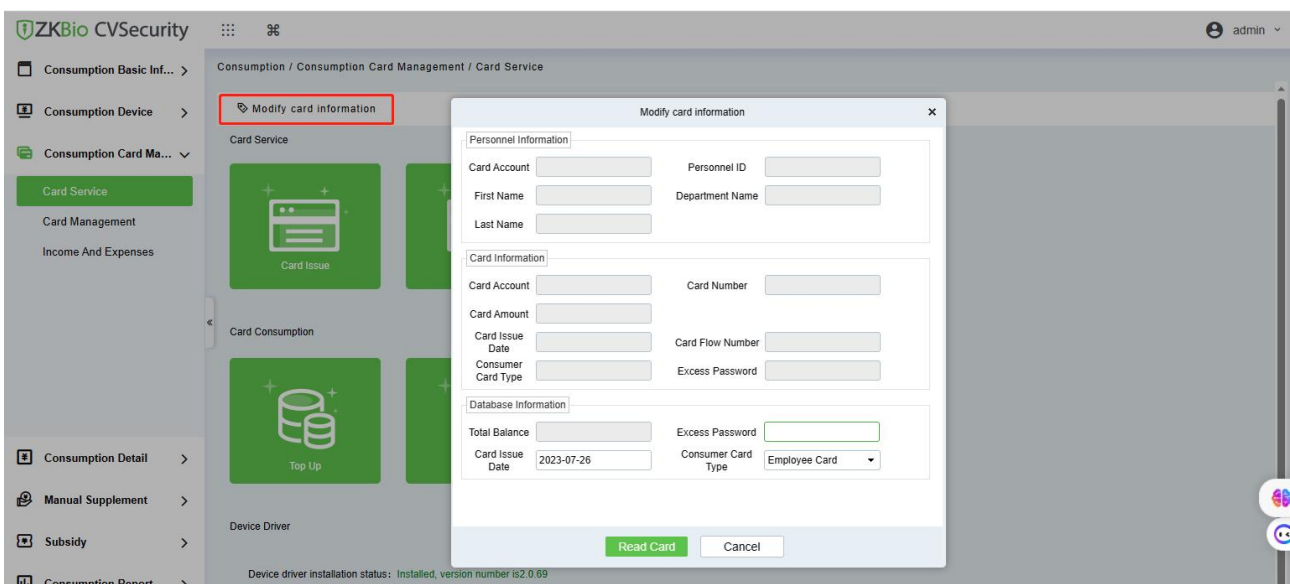 ZKBio CVSecurity
admin
Consumption Basic Inf...
Consumption Device
Consumption Card Ma...
Card Service
Card Management
Income And Expenses
Consumption Detail
Manual Supplement
Subsidy
Consumption Report
Consumption / Consumption Card Management / Card Service
Modify card information
Card Service
Card Issue
Card Consumption
Top Up
Device Driver
Device driver installation status: Installed, version number is2.0.69
Modify card information
Personnel Information
Card Account
Personnel ID
First Name
Department Name
Last Name
Card Information
Card Account
Card Number
Card Amount
Card Issue
Date
Card Flow Number
Consumer
Card Type
Excess Password
Database Information
Total Balance
Excess Password
Card Issue
Date
2023-07-26
Consumer Card
Type
Employee Card
Read Card
Cancel